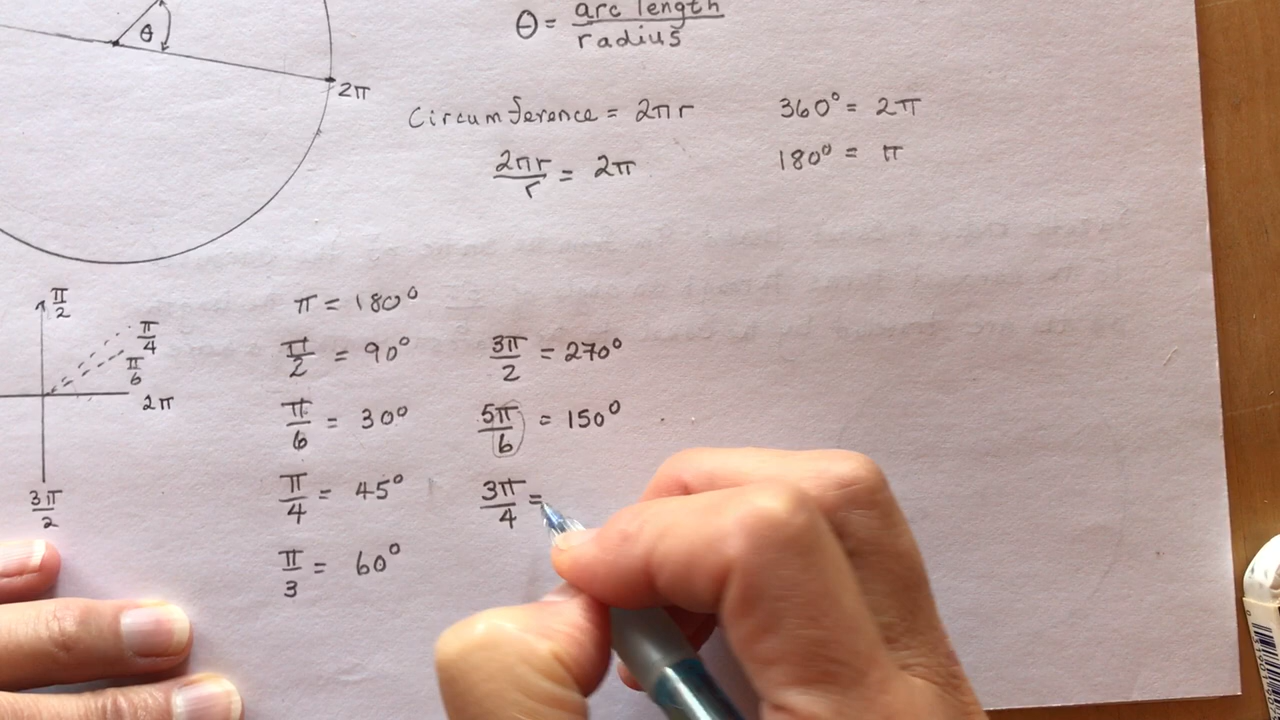 θ
2π
θ = arc length / radius
Circumference = 2πr
2πr/r = 2π
360° = 2π
180° = π
π/2
π/4
π/6
2π
3π/2
π = 180°
π/2 = 90°
π/6 = 30°
π/4 = 45°
π/3 = 60°
3π/2 = 270°
5π/6 = 150°
3π/4 =